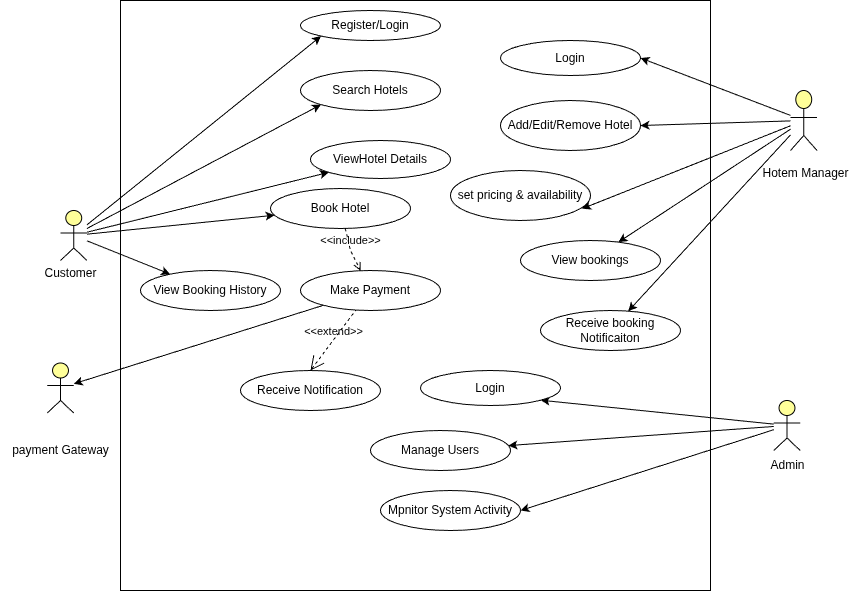 Register/Login
Login
Search Hotels
Add/Edit/Remove Hotel
Hotem Manager
ViewHotel Details
set pricing & availability
Book Hotel
<<include>>
Customer
View bookings
View Booking History
Make Payment
Receive booking
Notificaiton
<<extend>>
Receive Notification
Login
payment Gateway
Manage Users
Admin
Mpnitor System Activity